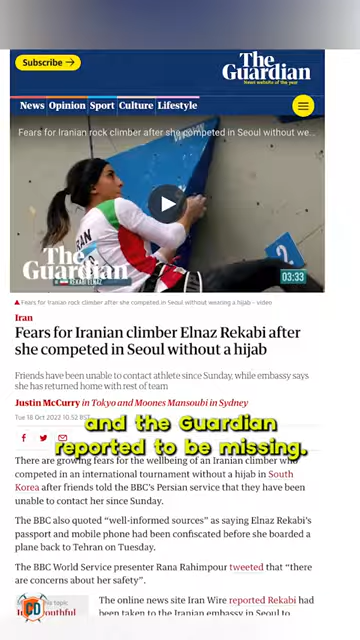 Subscribe →
The Guardian
News website of the year
News Opinion Sport Culture Lifestyle
Fears for Iranian rock climber after she competed in Seoul without we...
IRAN
The Guardian
ELNAZ REKABI
2
03:33
Fears for Iranian rock climber after she competed in Seoul without wearing a hijab – video
Iran
Fears for Iranian climber Elnaz Rekabi after
she competed in Seoul without a hijab
Friends have been unable to contact athlete since Sunday, while embassy says
she has returned home with rest of team
Justin McCurry in Tokyo and Moones Mansoubi in Sydney
Tue 18 Oct 2022 10.52 BST
and the Guardian
reported to be missing.
There are growing fears for the wellbeing of an Iranian climber who
competed in an international tournament without a hijab in South
Korea after friends told the BBC's Persian service that they have been
unable to contact her since Sunday.
The BBC also quoted “well-informed sources” as saying Elnaz Rekabi's
passport and mobile phone had been confiscated before she boarded a
plane back to Tehran on Tuesday.
The BBC World Service presenter Rana Rahimpour tweeted that “there
are concerns about her safety”.
CD
this topic
The online news site Iran Wire reported Rekabi had
been taken to the Iranian embassy in Seoul to